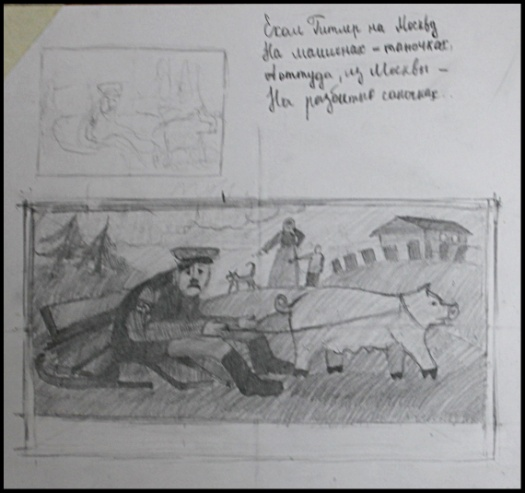 Ехал Гитлер на Москву
На машинах – таночках.
А оттуда, из Москвы –
На разбитых саночках..